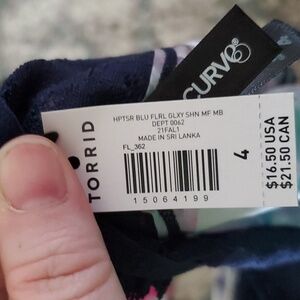 CURVE
TORRID
HPTSR BLU FLRL GLXY SHN MF MB
DEPT 0062
21FAL1
MADE IN SRI LANKA
FL_362
15064199
4
$16.50 USA
$21.50 CAN